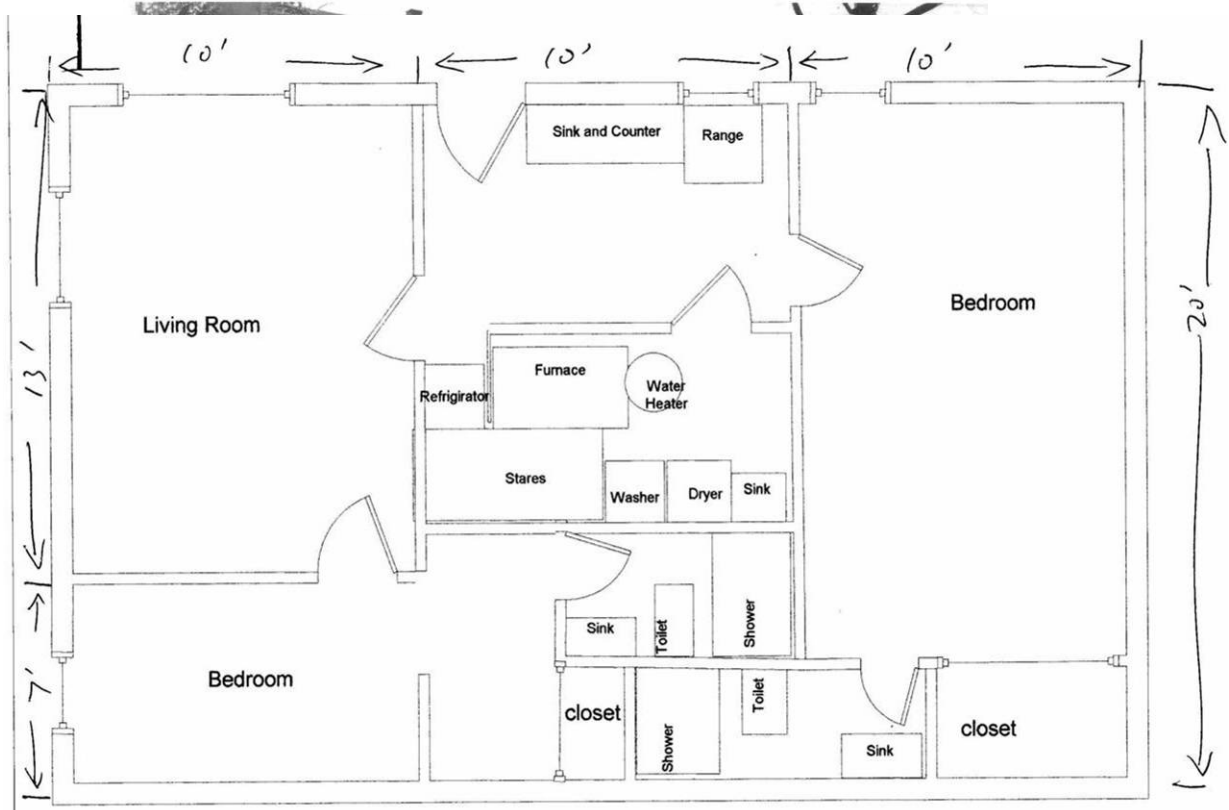 10'
10'
10'
Sink and Counter
Range
Living Room
Bedroom
20'
13'
Furnace
Water
Heater
Refrigirator
Stares
Washer
Dryer
Sink
Sink
Toilet
Shower
Bedroom
7'
closet
Shower
Toilet
Sink
closet